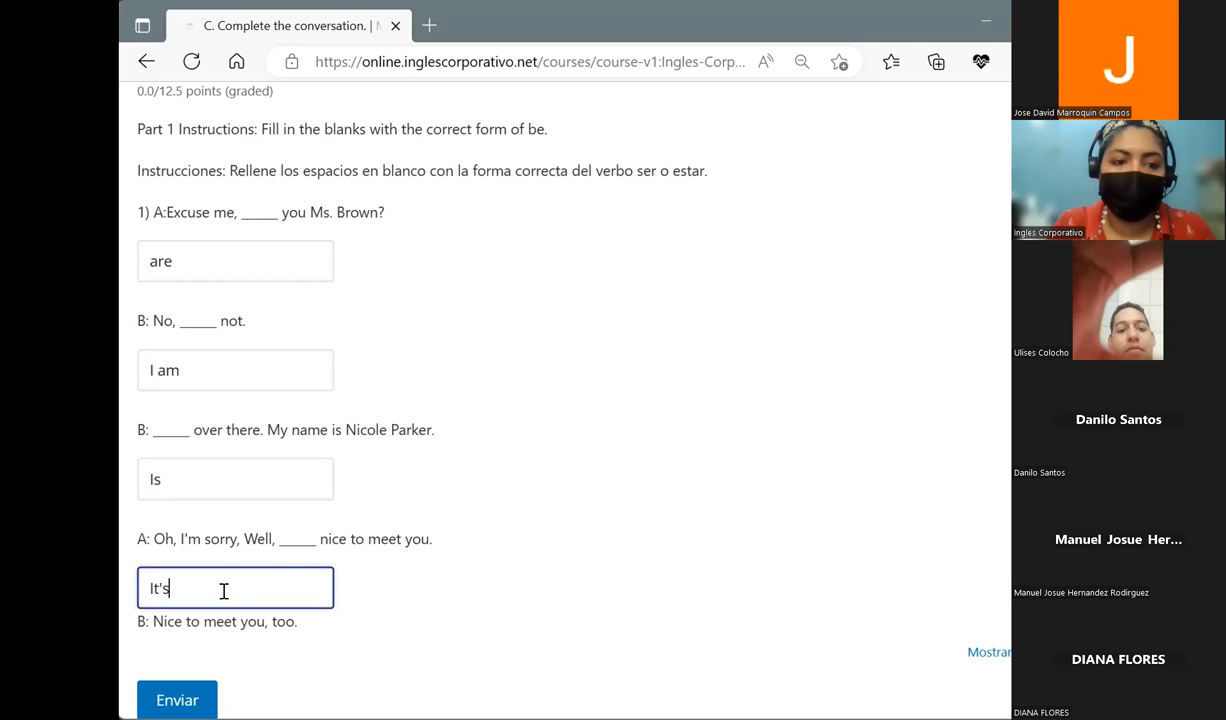 C. Complete the conversation. |
https://online.inglescorporativo.net/courses/course-v1:Ingles-Corp...
0.0/12.5 points (graded)
Part 1 Instructions: Fill in the blanks with the correct form of be.
Instrucciones: Rellene los espacios en blanco con la forma correcta del verbo ser o estar.
1) A:Excuse me, _____ you Ms. Brown?
are
B: No, _____ not.
I am
B: _____ over there. My name is Nicole Parker.
Is
A: Oh, I'm sorry, Well, _____ nice to meet you.
It's
B: Nice to meet you, too.
Mostrar
Enviar
J
Jose David Marroquin Campos
Ingles Corporativo
Ulises Colocho
Danilo Santos
Danilo Santos
Manuel Josue Her...
Manuel Josue Hernandez Rodirguez
DIANA FLORES
DIANA FLORES